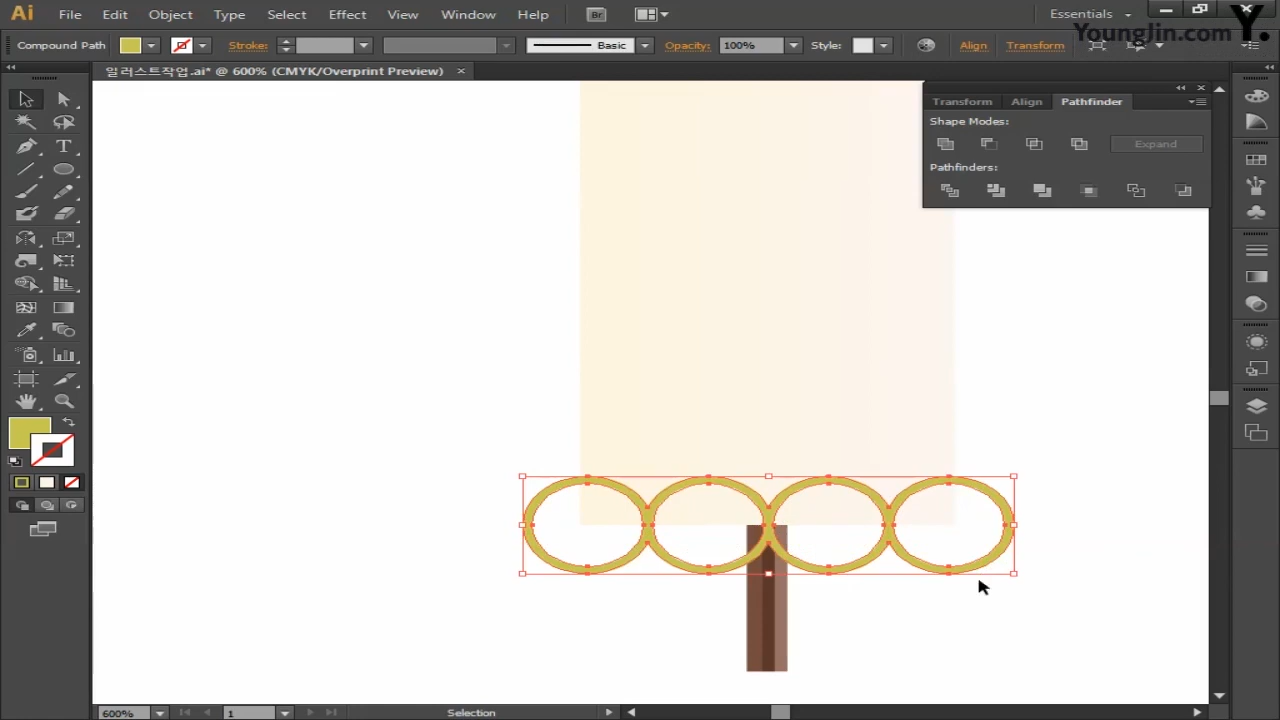 Ai File Edit Object Type Select Effect View Window Help Br Essentials
YoungJin.com Y.
Compound Path Stroke: Basic Opacity: 100% Style: Align Transform
일러스트작업.ai* @ 600% (CMYK/Overprint Preview) ×
Transform Align Pathfinder
Shape Modes:
Expand
Pathfinders:
T
600% 1 Selection